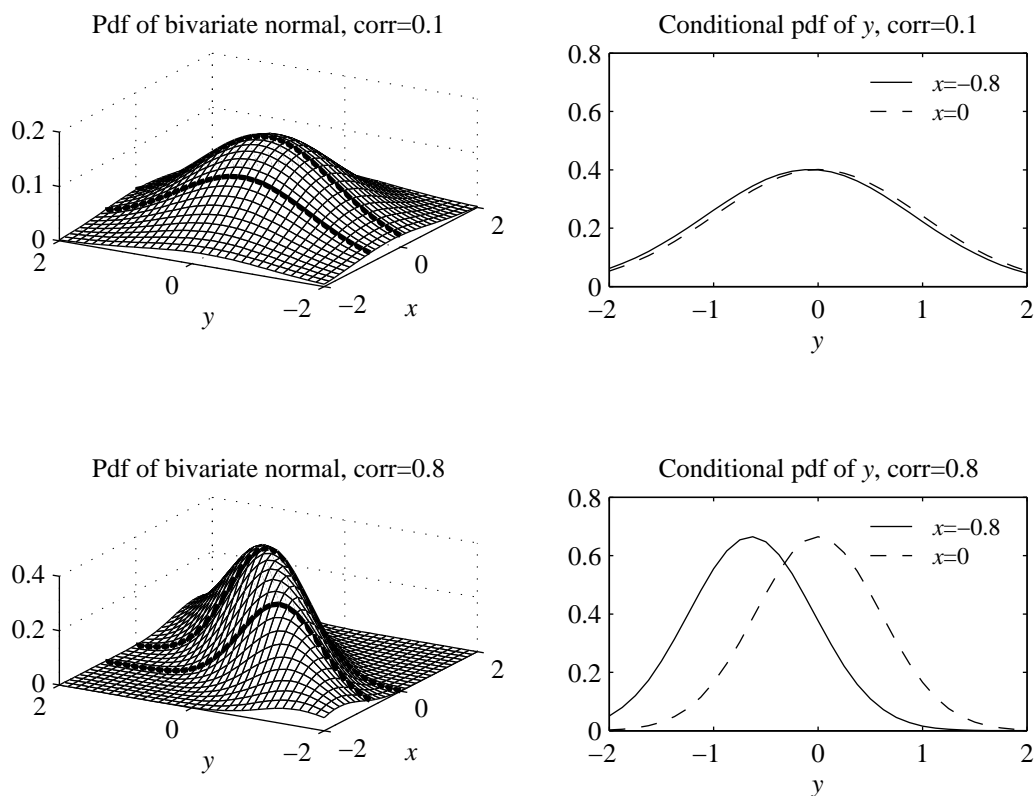 Pdf of bivariate normal, corr=0.1
0.2
0.1
0
2
0
−2
y
−2
0
2
x
Conditional pdf of y, corr=0.1
0.8
0.6
0.4
0.2
0
−2 −1 0 1 2
y
x=−0.8
x=0
Pdf of bivariate normal, corr=0.8
0.4
0.2
0
2
0
−2
y
−2
0
2
x
Conditional pdf of y, corr=0.8
0.8
0.6
0.4
0.2
0
−2 −1 0 1 2
y
x=−0.8
x=0